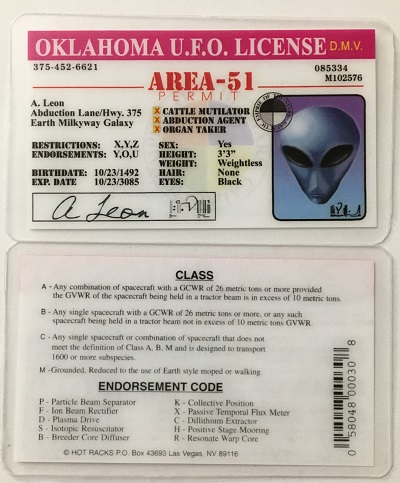 OKLAHOMA U.F.O. LICENSE D.M.V.
375-452-6621 085334
M102576
AREA-51
PERMIT
A. Leon
Abduction Lane/Hwy. 375
Earth Milkyway Galaxy
X CATTLE MUTILATOR
X ABDUCTION AGENT
X ORGAN TAKER
RESTRICTIONS: X,Y,Z
ENDORSEMENTS: Y,O,U
BIRTHDATE: 10/23/1492
EXP. DATE 10/23/3085
SEX: Yes
HEIGHT: 3'3"
WEIGHT: Weightless
HAIR: None
EYES: Black
A Leon
CLASS
A - Any combination of spacecraft with a GCWR of 26 metric tons or more provided
the GVWR of the spacecraft being held in a tractor beam is in excess of 10 metric tons.
B - Any single spacecraft with a GCWR of 26 metric tons or more, or any such
spacecraft being held in a tractor beam not in excess of 10 metric tons GVWR.
C - Any single spacecraft or combination of spacecraft that does not
meet the definition of Class A, B, M and is designed to transport
1600 or more subspecies.
M -Grounded. Reduced to the use of Earth style moped or walking.
ENDORSEMENT CODE
P - Particle Beam Separator
F - Ion Beam Rectifier
D - Plasma Drive
S - Isotopic Resuscitator
B - Breeder Core Diffuser
K - Collective Position
X - Passive Temporal Flux Meter
C - Dillithium Extractor
H - Positive Stage Mooring
R - Resonate Warp Core
© HOT RACKS P.O. Box 43693 Las Vegas, NV 89116
0 58048 00030 8